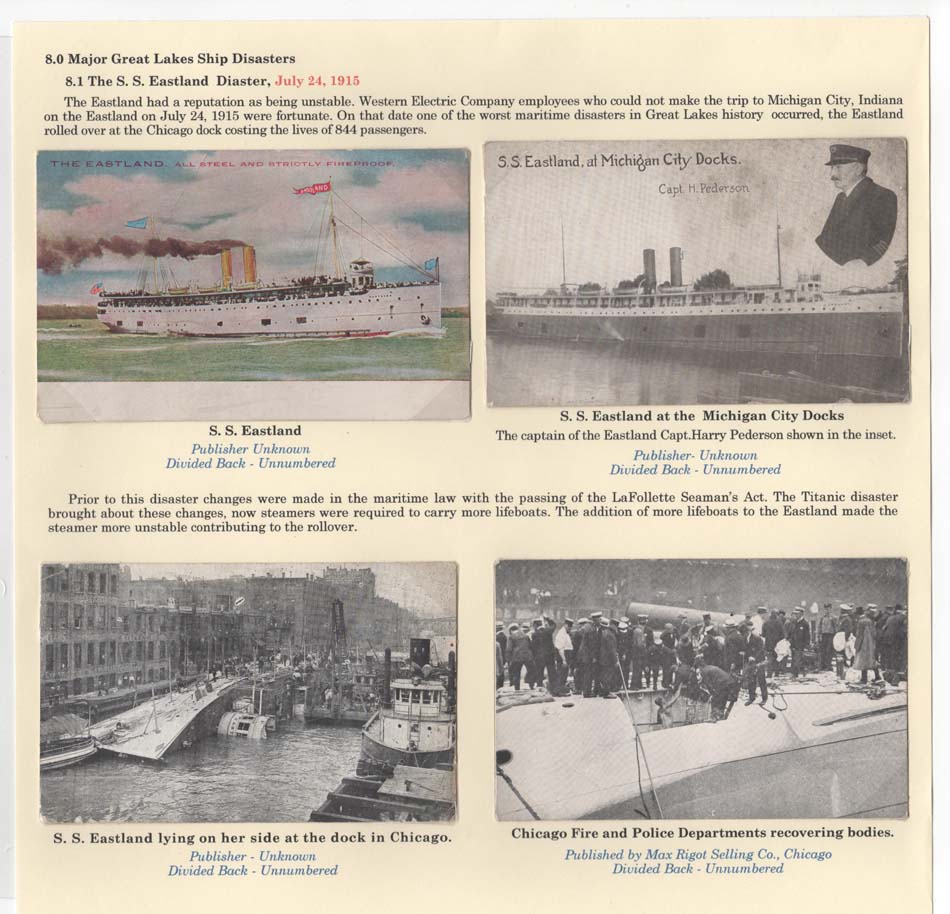 8.0 Major Great Lakes Ship Disasters
8.1 The S. S. Eastland Diaster, July 24, 1915
The Eastland had a reputation as being unstable. Western Electric Company employees who could not make the trip to Michigan City, Indiana
on the Eastland on July 24, 1915 were fortunate. On that date one of the worst maritime disasters in Great Lakes history occurred, the Eastland
rolled over at the Chicago dock costing the lives of 844 passengers.
THE EASTLAND. ALL STEEL AND STRICTLY FIREPROOF.
EASTLAND
S.S. Eastland, at Michigan City Docks.
Capt. H. Pederson
S. S. Eastland
Publisher Unknown
Divided Back - Unnumbered
S. S. Eastland at the Michigan City Docks
The captain of the Eastland Capt.Harry Pederson shown in the inset.
Publisher- Unknown
Divided Back - Unnumbered
Prior to this disaster changes were made in the maritime law with the passing of the LaFollette Seaman's Act. The Titanic disaster
brought about these changes, now steamers were required to carry more lifeboats. The addition of more lifeboats to the Eastland made the
steamer more unstable contributing to the rollover.
S. S. Eastland lying on her side at the dock in Chicago.
Publisher - Unknown
Divided Back - Unnumbered
Chicago Fire and Police Departments recovering bodies.
Published by Max Rigot Selling Co., Chicago
Divided Back - Unnumbered